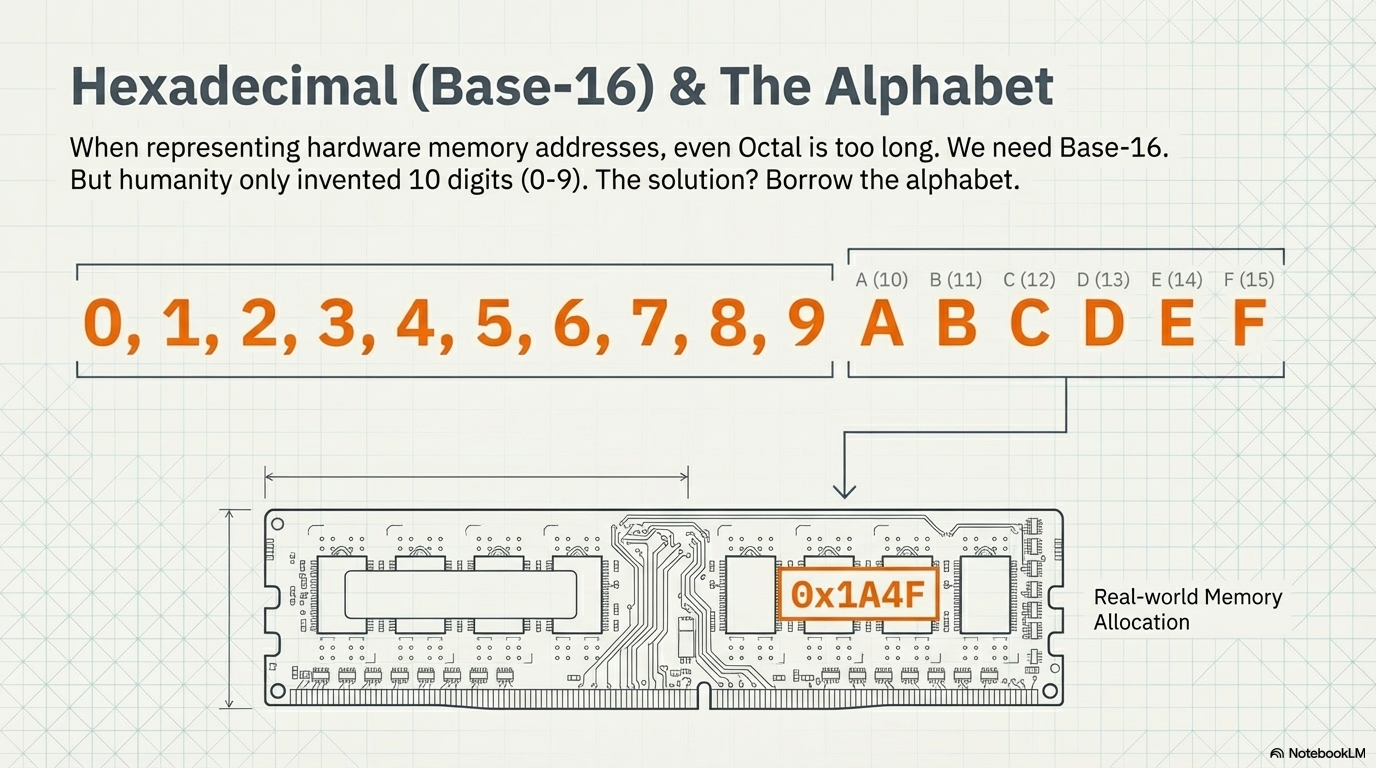 Hexadecimal (Base-16) & The Alphabet
When representing hardware memory addresses, even Octal is too long. We need Base-16.
But humanity only invented 10 digits (0-9). The solution? Borrow the alphabet.
A (10) B (11) C (12) D (13) E (14) F (15)
0, 1, 2, 3, 4, 5, 6, 7, 8, 9 A B C D E F
0x1A4F
Real-world Memory
Allocation
NotebookLM